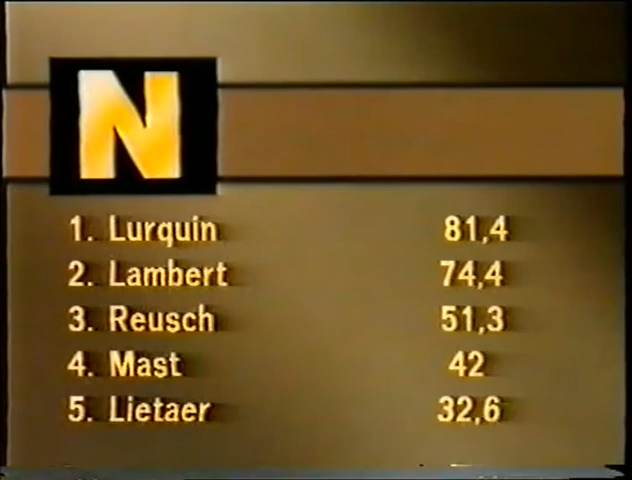 N
1. Lurquin 81,4
2. Lambert 74,4
3. Reusch 51,3
4. Mast 42
5. Lietaer 32,6